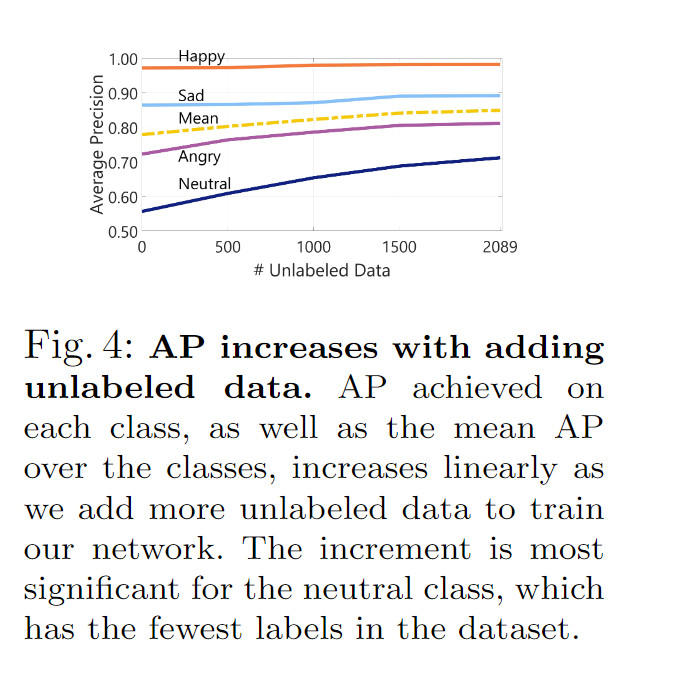 Average Precision
1.00
0.90
0.80
0.70
0.60
0.50
Happy
Sad
Mean
Angry
Neutral
0 500 1000 1500 2089
# Unlabeled Data
Fig. 4: AP increases with adding
unlabeled data. AP achieved on
each class, as well as the mean AP
over the classes, increases linearly as
we add more unlabeled data to train
our network. The increment is most
significant for the neutral class, which
has the fewest labels in the dataset.